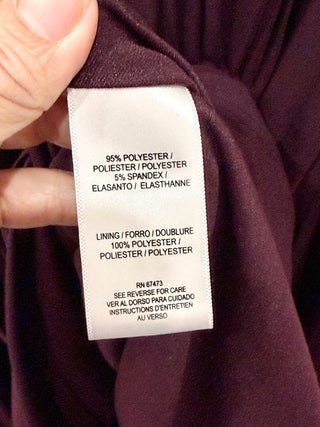 95% POLYESTER /
POLIESTER / POLYESTER
5% SPANDEX /
ELASANTO / ELASTHANNE
LINING / FORRO / DOUBLURE
100% POLYESTER /
POLIESTER / POLYESTER
RN 67473
SEE REVERSE FOR CARE
VER AL DORSO PARA CUIDADO
INSTRUCTIONS D'ENTRETIEN
AU VERSO